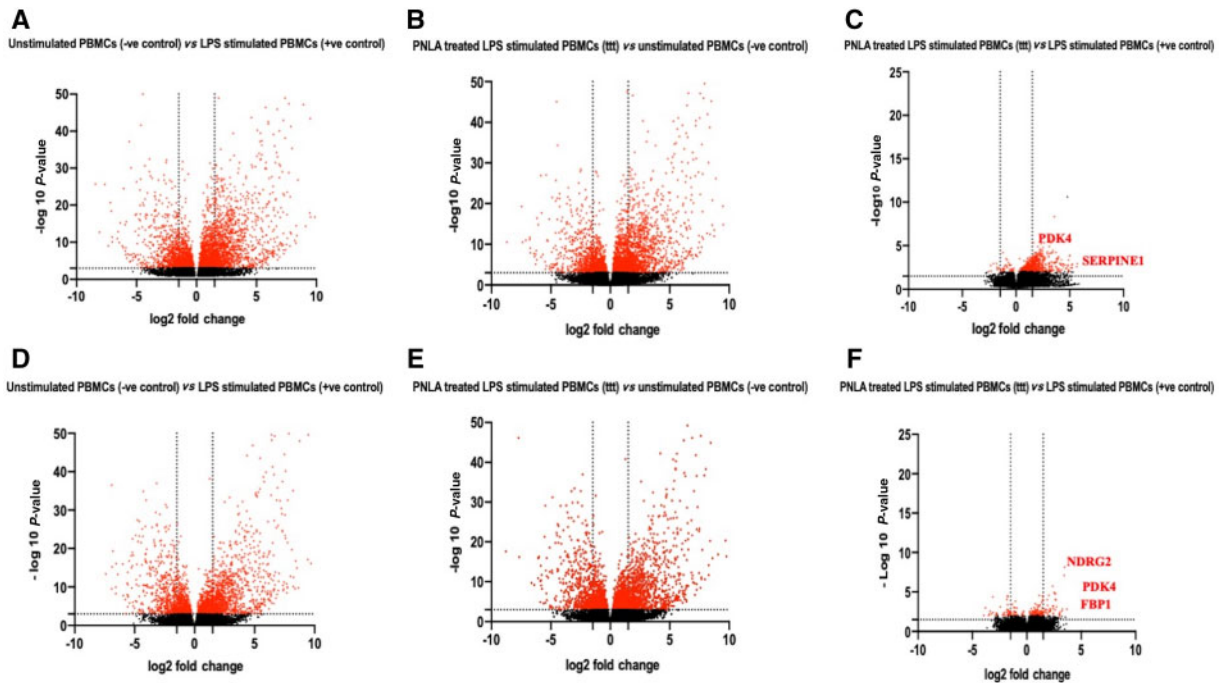 A
Unstimulated PBMCs (-ve control) vs LPS stimulated PBMCs (+ve control)
-log 10 P-value
50
40
30
20
10
0
-10 -5 0 5 10
log2 fold change
B
PNLA treated LPS stimulated PBMCs (ttt) vs unstimulated PBMCs (-ve control)
-log10 P-value
50
40
30
20
10
0
-10 -5 0 5 10
log2 fold change
C
PNLA treated LPS stimulated PBMCs (ttt) vs LPS stimulated PBMCs (+ve control)
-log10 P-value
25
20
15
10
5
0
PDK4
SERPINE1
-10 -5 0 5 10
log2 fold change
D
Unstimulated PBMCs (-ve control) vs LPS stimulated PBMCs (+ve control)
- log 10 P-value
50
40
30
20
10
0
-10 -5 0 5 10
log2 fold change
E
PNLA treated LPS stimulated PBMCs (ttt) vs unstimulated PBMCs (-ve control)
-log 10 P-value
50
40
30
20
10
0
-10 -5 0 5 10
log2 fold change
F
PNLA treated LPS stimulated PBMCs (ttt) vs LPS stimulated PBMCs (+ve control)
- Log 10 P-value
25
20
15
10
5
0
NDRG2
PDK4
FBP1
-10 -5 0 5 10
log2 fold change